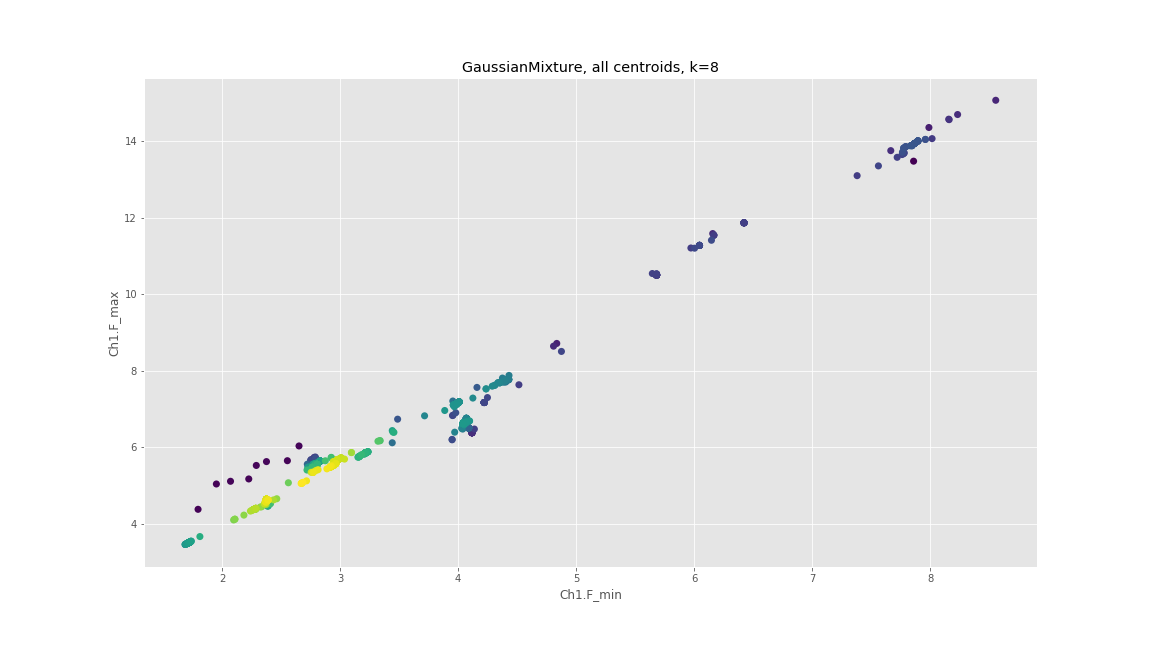 GaussianMixture, all centroids, k=8
14
12
10
8
6
4
Ch1.F_max
2 3 4 5 6 7 8
Ch1.F_min